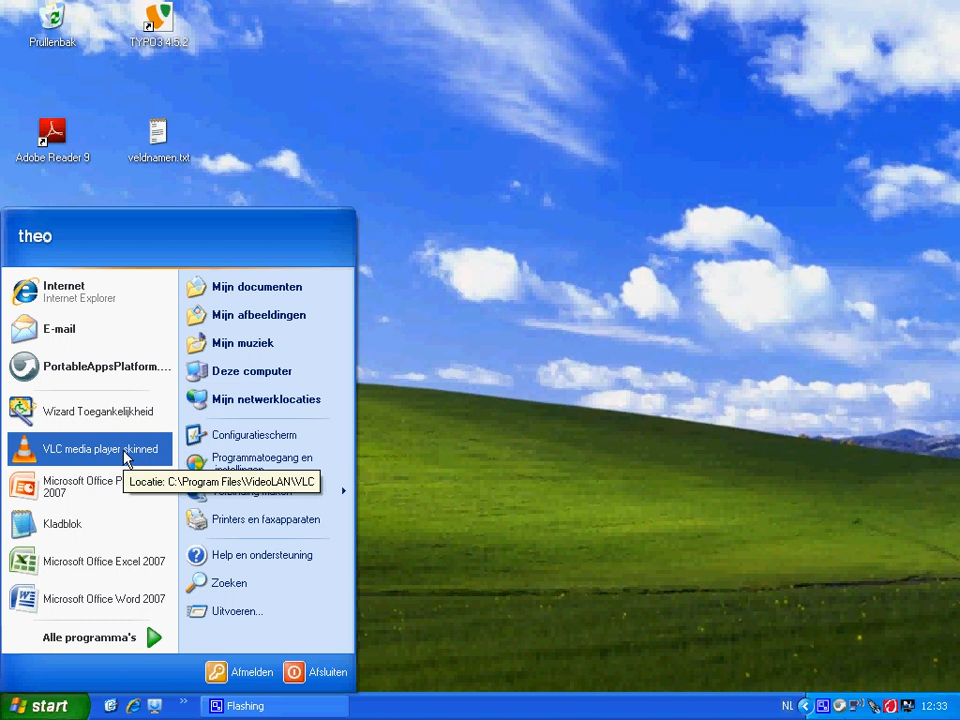 Prullenbak
TYPO3 4.5.2
Adobe Reader 9
veldnamen.txt
theo
Internet
Internet Explorer
E-mail
PortableAppsPlatform....
Wizard Toegankelijkheid
VLC media player skinned
Microsoft Office P
2007
Kladblok
Microsoft Office Excel 2007
Microsoft Office Word 2007
Alle programma's
Mijn documenten
Mijn afbeeldingen
Mijn muziek
Deze computer
Mijn netwerklocaties
Configuratiescherm
Programmatoegang en
instellingen
Locatie: C:\Program Files\VideoLAN\VLC
Verbinding maken
Printers en faxapparaten
Help en ondersteuning
Zoeken
Uitvoeren...
Afmelden
Afsluiten
start
Flashing
NL
12:33